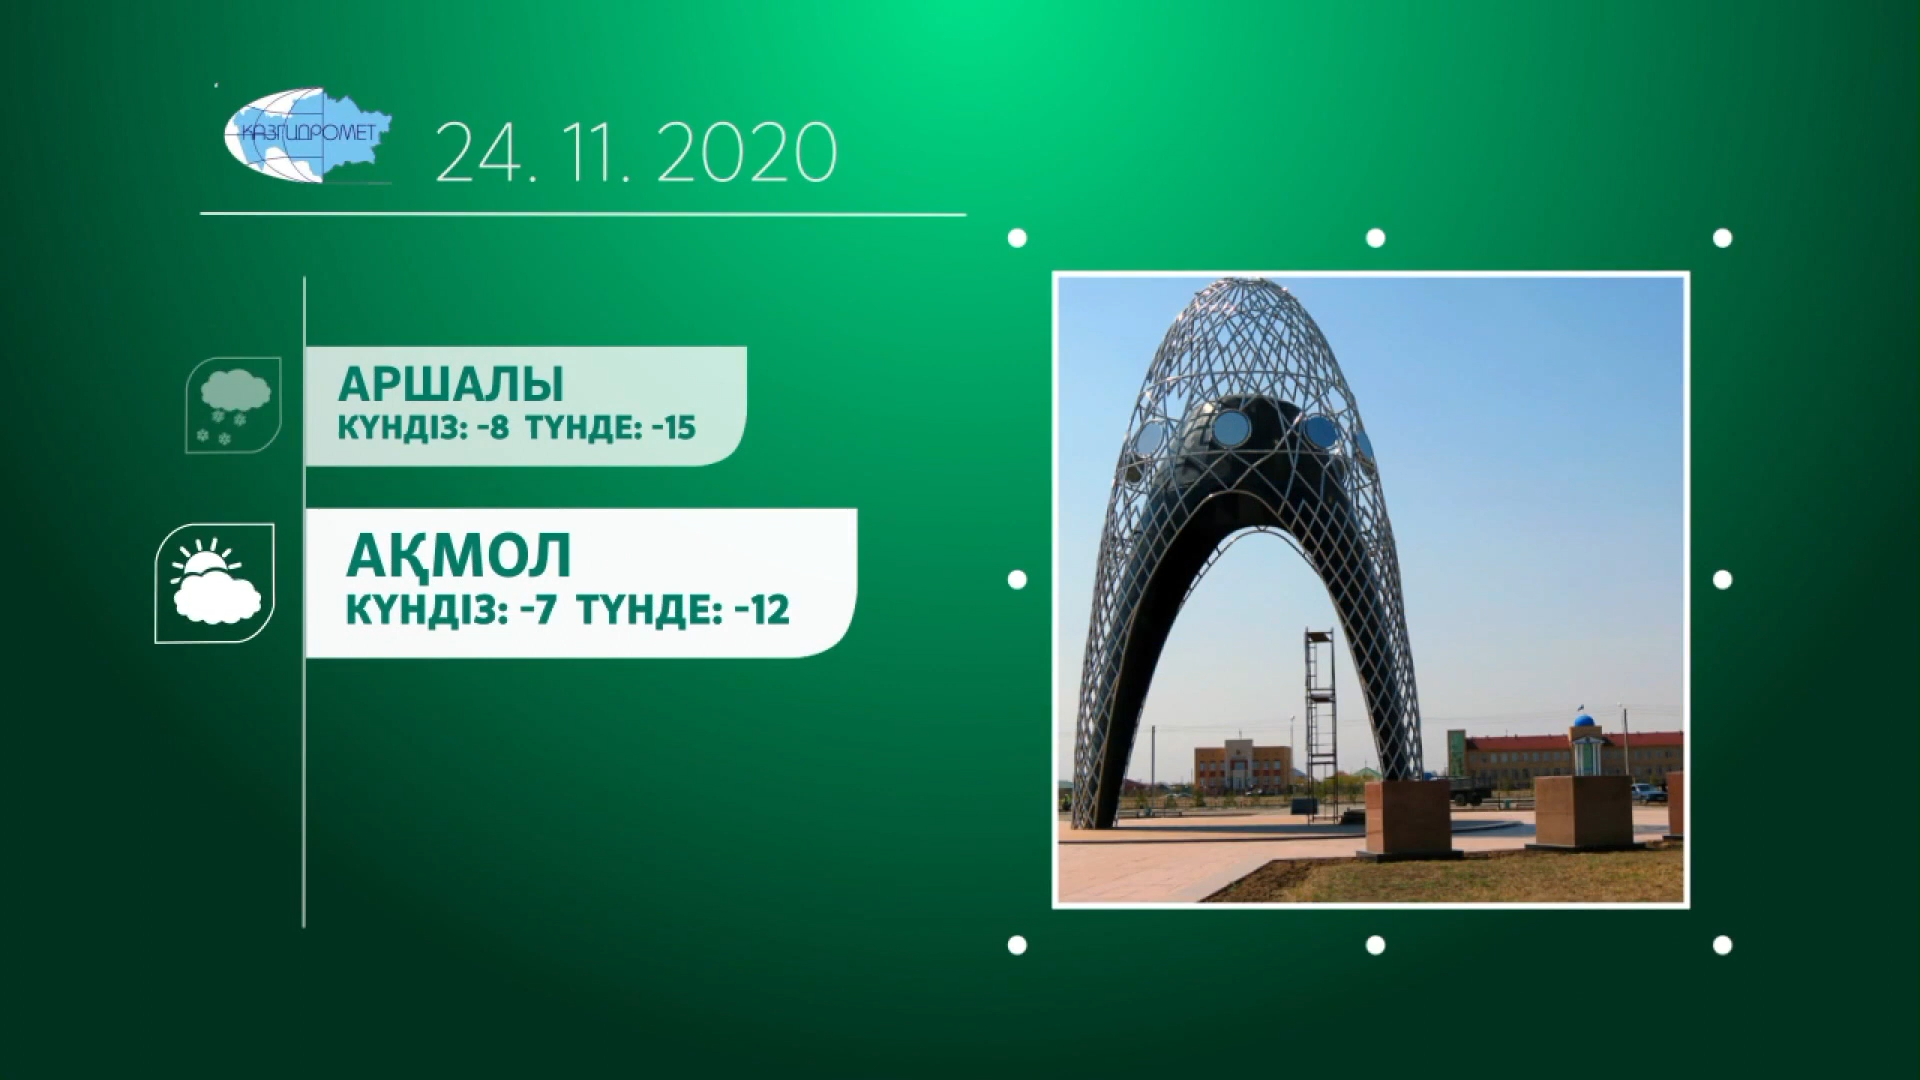 КАЗГИДРОМЕТ
24. 11. 2020
АРШАЛЫ
КҮНДІЗ: -8 ТҮНДЕ: -15
АҚМОЛ
КҮНДІЗ: -7 ТҮНДЕ: -12